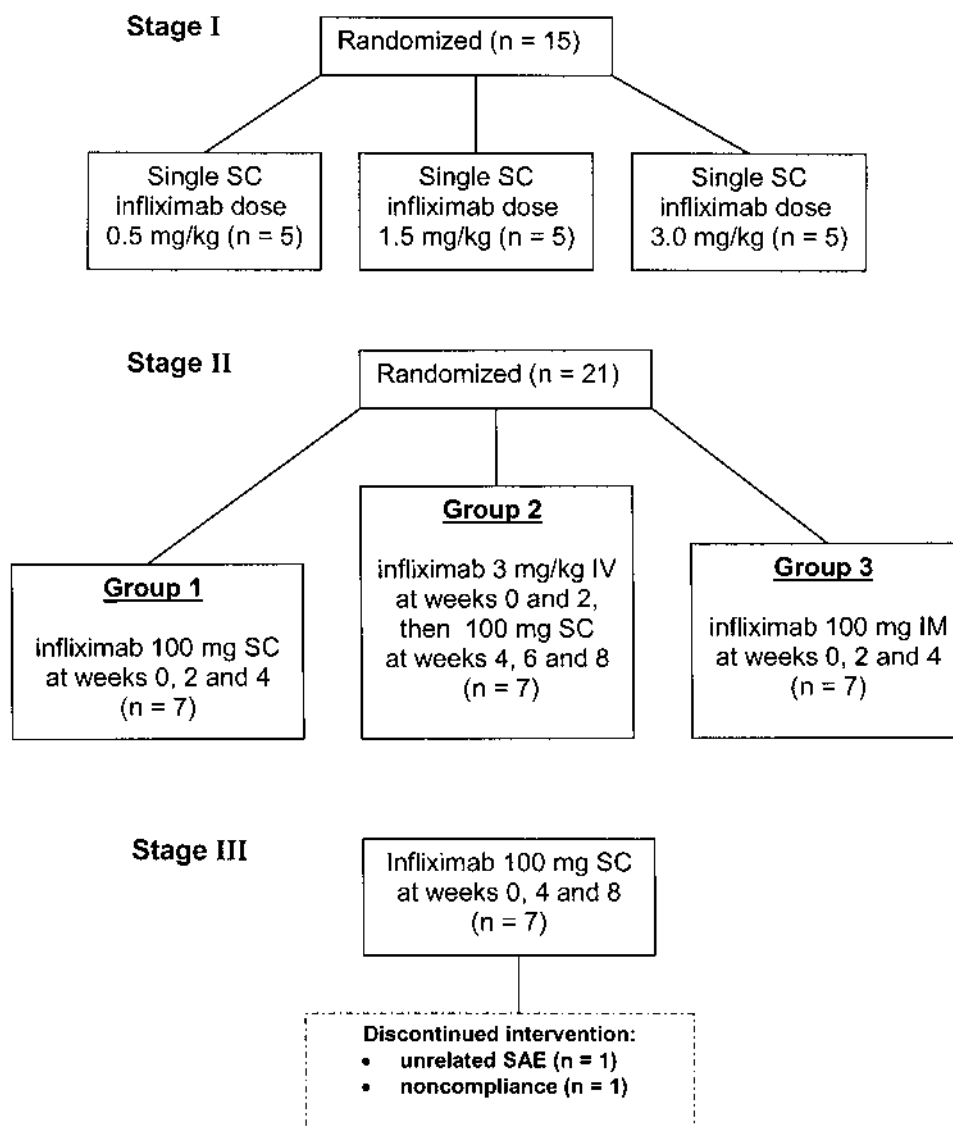 Stage I
Randomized (n = 15)
Single SC
infliximab dose
0.5 mg/kg (n = 5)
Single SC
infliximab dose
1.5 mg/kg (n = 5)
Single SC
infliximab dose
3.0 mg/kg (n = 5)
Stage II
Randomized (n = 21)
Group 1
infliximab 100 mg SC
at weeks 0, 2 and 4
(n = 7)
Group 2
infliximab 3 mg/kg IV
at weeks 0 and 2,
then 100 mg SC
at weeks 4, 6 and 8
(n = 7)
Group 3
infliximab 100 mg IM
at weeks 0, 2 and 4
(n = 7)
Stage III
Infliximab 100 mg SC
at weeks 0, 4 and 8
(n = 7)
Discontinued intervention:
• unrelated SAE (n = 1)
• noncompliance (n = 1)